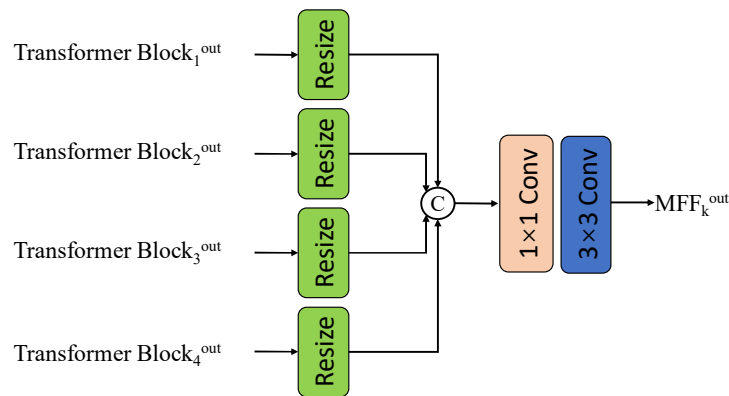 Transformer Block₁ᵒᵘᵗ
Resize
Transformer Block₂ᵒᵘᵗ
Resize
Transformer Block₃ᵒᵘᵗ
Resize
Transformer Block₄ᵒᵘᵗ
Resize
C
1×1 Conv
3×3 Conv
MFFₖᵒᵘᵗ